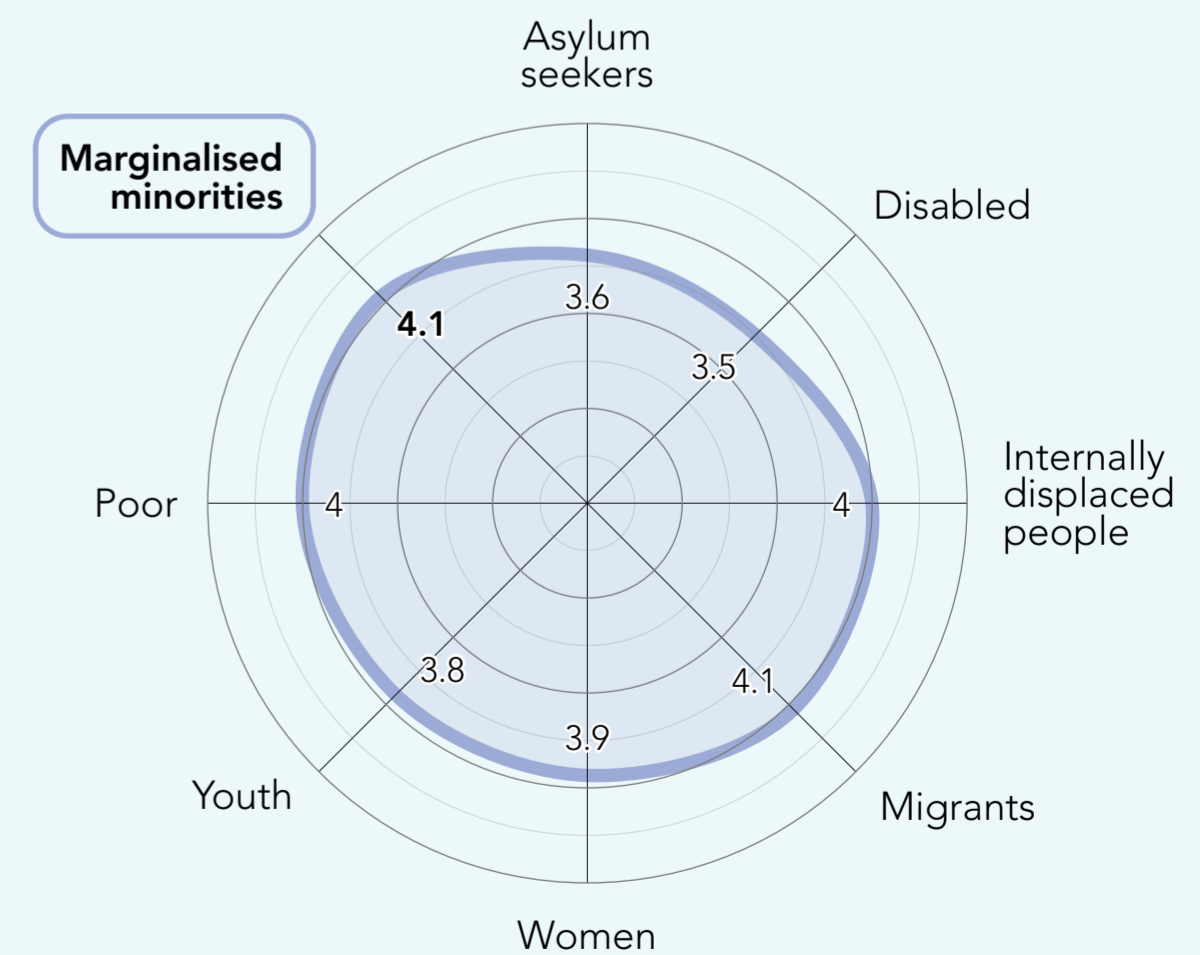 Asylum
seekers
Marginalised
minorities
Disabled
3.6
4.1
3.5
Internally
displaced
people
Poor
4
4
3.8
4.1
3.9
Youth
Migrants
Women